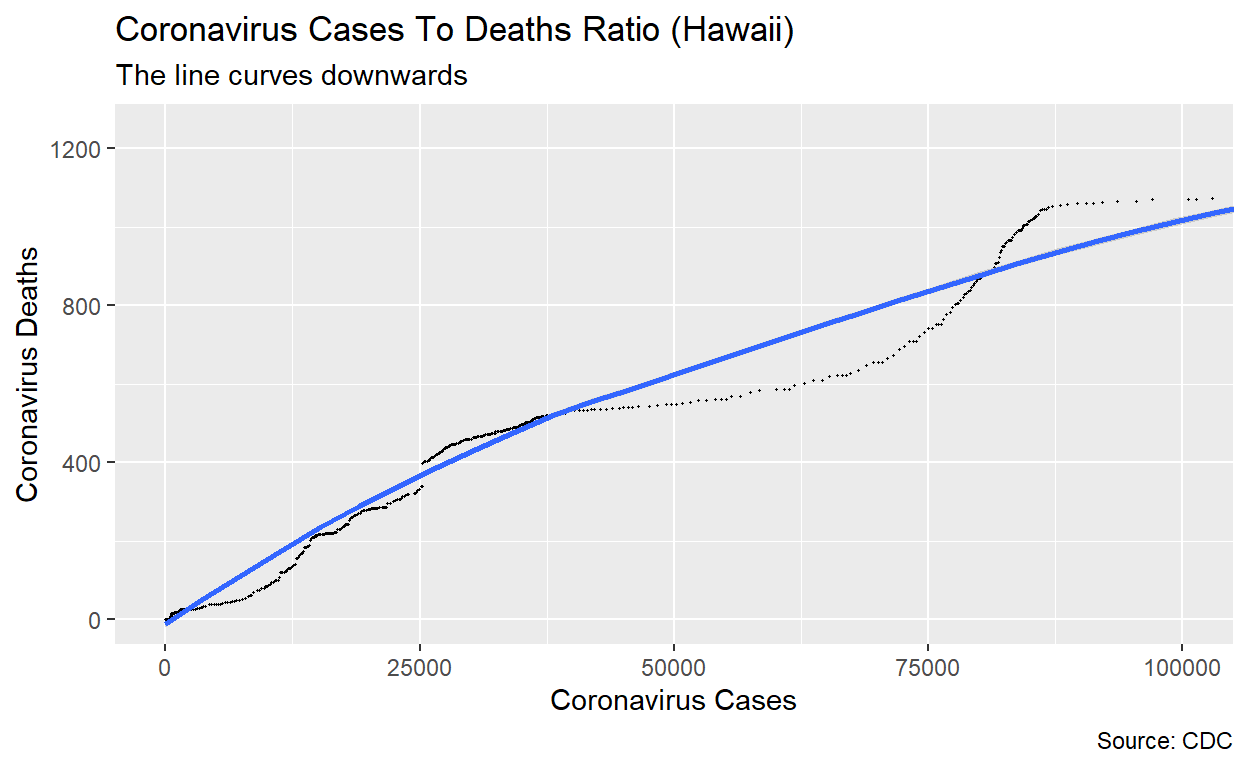 Coronavirus Cases To Deaths Ratio (Hawaii)
The line curves downwards
1200
800
400
0
Coronavirus Deaths
0 25000 50000 75000 100000
Coronavirus Cases
Source: CDC